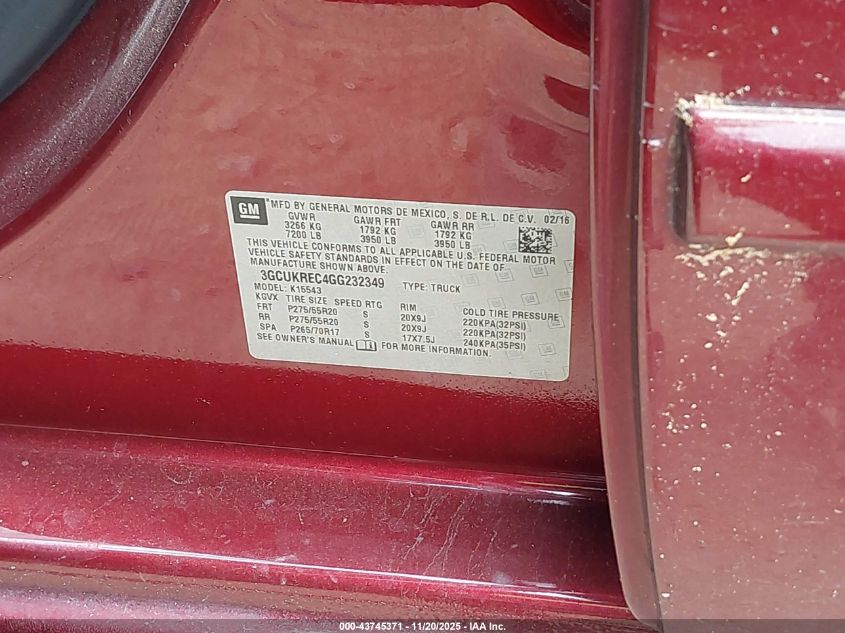 GM MFD BY GENERAL MOTORS DE MEXICO, S. DE R.L. DE C.V. 02/16
GVWR GAWR FRT GAWR RR
3266 KG 1792 KG 1792 KG
7200 LB 3950 LB 3950 LB
THIS VEHICLE CONFORMS TO ALL APPLICABLE U.S. FEDERAL MOTOR
VEHICLE SAFETY STANDARDS IN EFFECT ON THE DATE OF
MANUFACTURE SHOWN ABOVE.
3GCUKREC4GG232349
MODEL: K15543 TYPE: TRUCK
KGVX TIRE SIZE SPEED RTG RIM COLD TIRE PRESSURE
FRT P275/55R20 S 20X9J 220KPA(32PSI)
RR P275/55R20 S 20X9J 220KPA(32PSI)
SPA P265/70R17 S 17X7.5J 240KPA(35PSI)
SEE OWNER'S MANUAL FOR MORE INFORMATION.
000-43745371 - 11/20/2025 - IAA Inc.